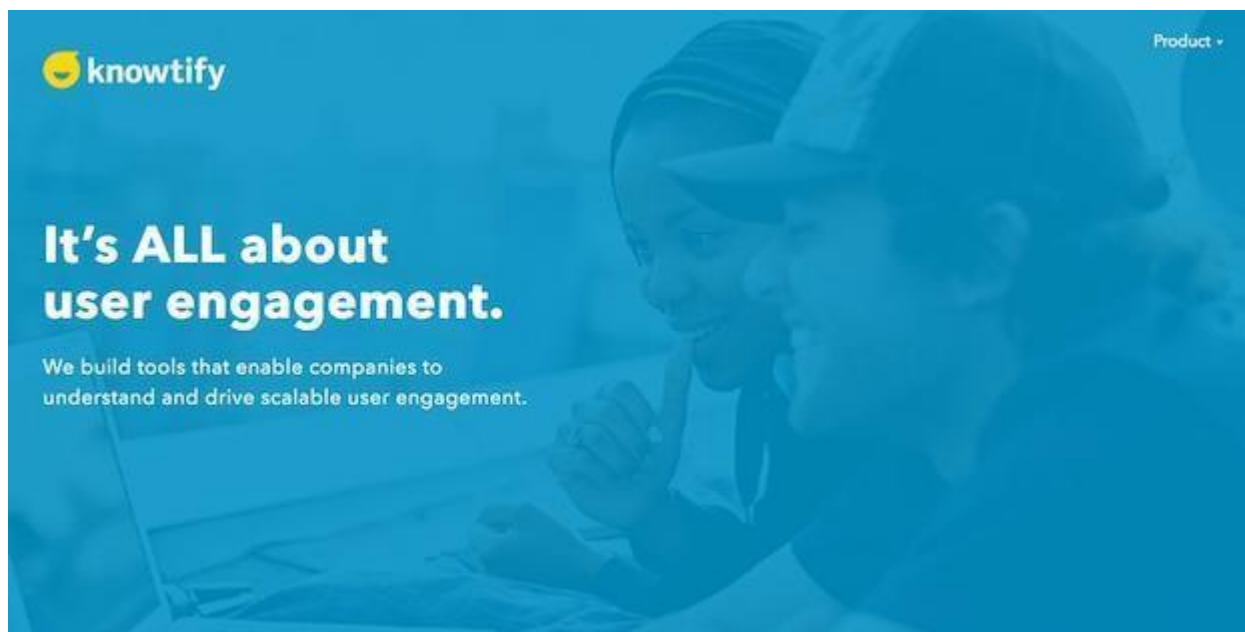 knowtify
Product
It's ALL about
user engagement.
We build tools that enable companies to
understand and drive scalable user engagement.